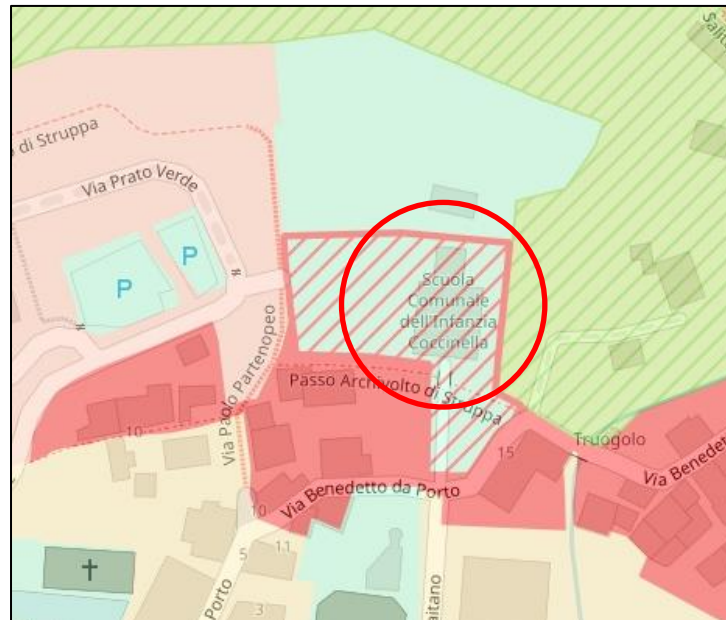 Salit
o di Struppa
Via Prato Verde
P
P
Scuola
Comunale
dell'Infanzia
Coccinella
Via Paolo Partenopeo
Passo Archivolto di Struppa
10
Truogolo
15
Via Benedet
Via Benedetto da Porto
10
11
5
Porto
aitano
3